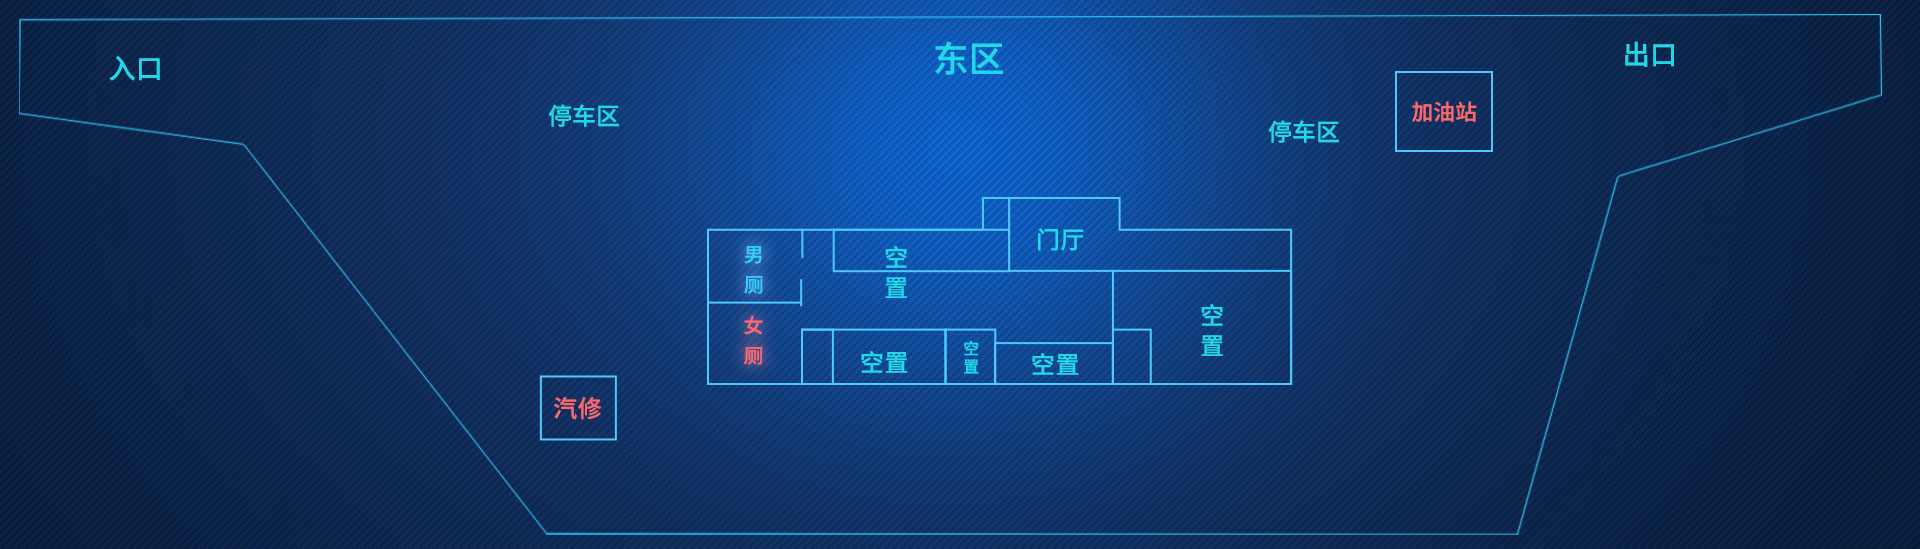 东区
入口
出口
停车区
停车区
加油站
门厅
男
厕
空
置
女
厕
空
置
空置
空
置
空置
汽修